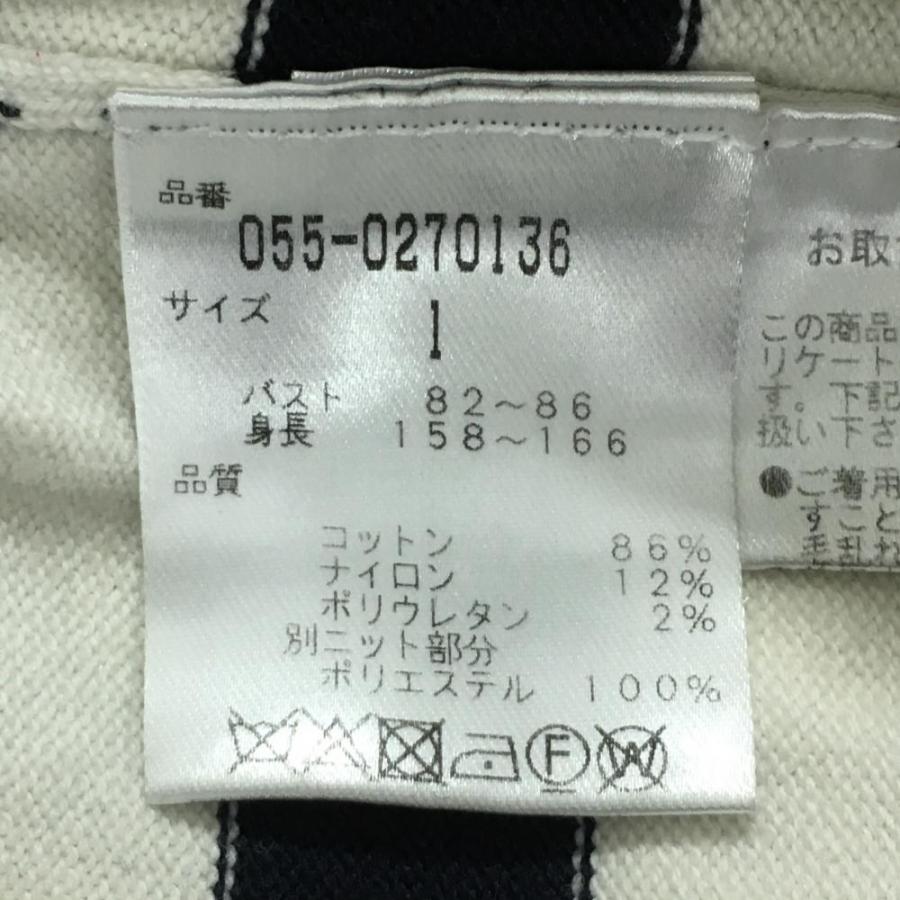 品番
055-0270136
サイズ 1
バスト 82～86
身長 158～166
品質
コットン 86%
ナイロン 12%
ポリウレタン 2%
別ニット部分
ポリエステル 100%
F W
お取
この商品
リケート
す。下記
扱い下さ
●ご着用
すこと
毛乱れ